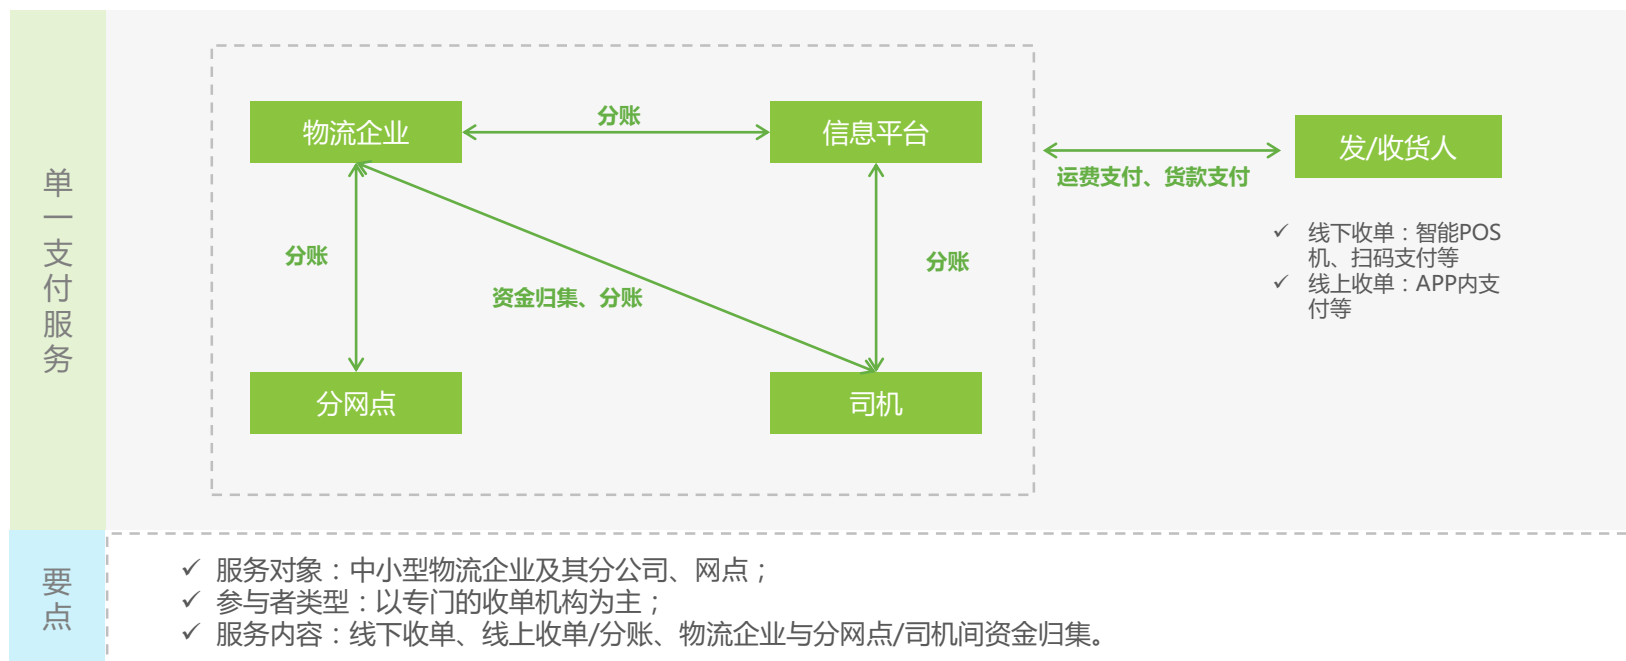 单一支付服务
物流企业
分账
信息平台
发/收货人
运费支付、货款支付
分账
分账
资金归集、分账
线下收单：智能POS
机、扫码支付等
线上收单：APP内支
付等
分网点
司机
要点
服务对象：中小型物流企业及其分公司、网点；
参与者类型：以专门的收单机构为主；
服务内容：线下收单、线上收单/分账、物流企业与分网点/司机间资金归集。